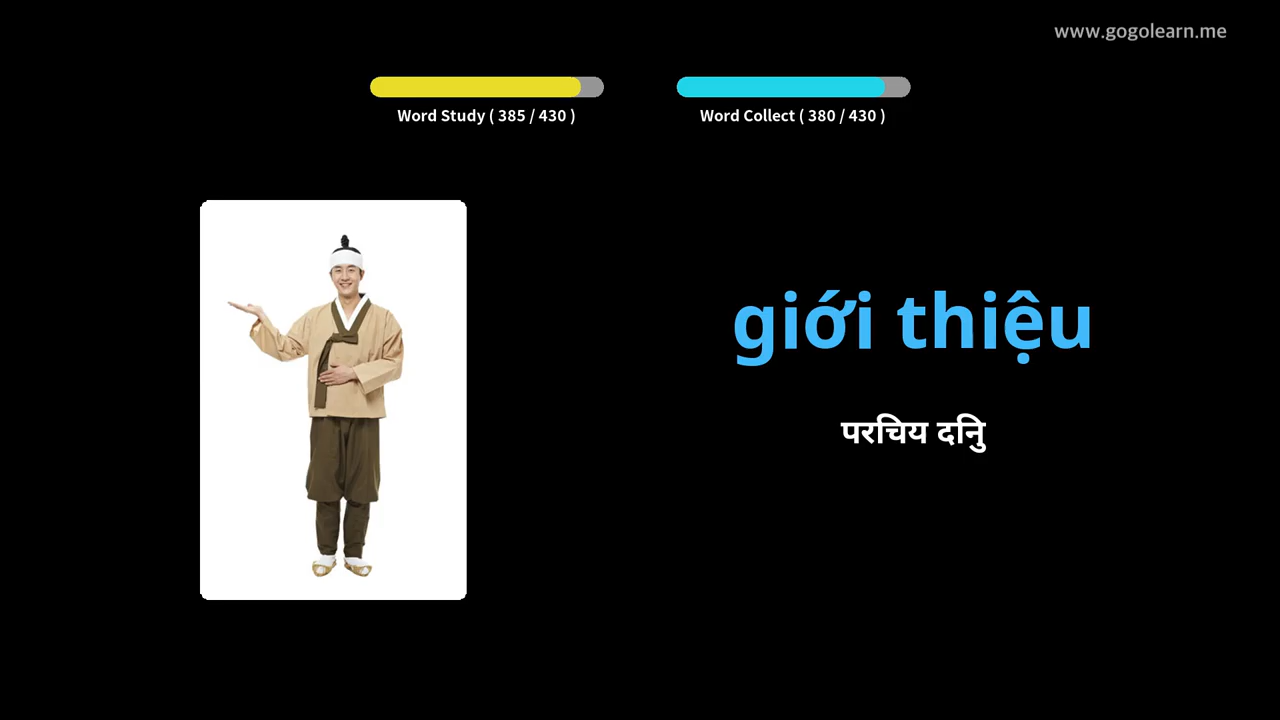 www.gogolearn.me
Word Study ( 385 / 430 )
Word Collect ( 380 / 430 )
giới thiệu
परिचय दिनु